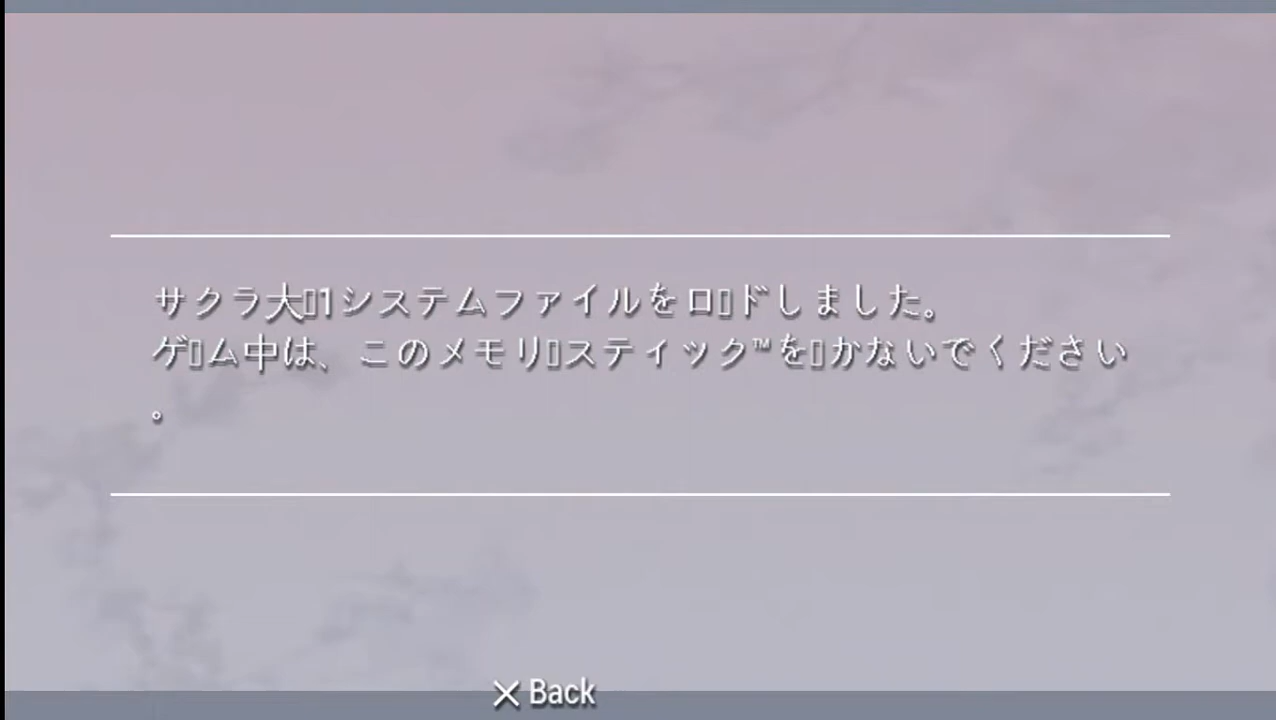 サクラ大▯1システムファイルをロ▯ドしました。
ゲ▯ム中は、このメモリ▯スティック™を▯かないでください
。
✕ Back